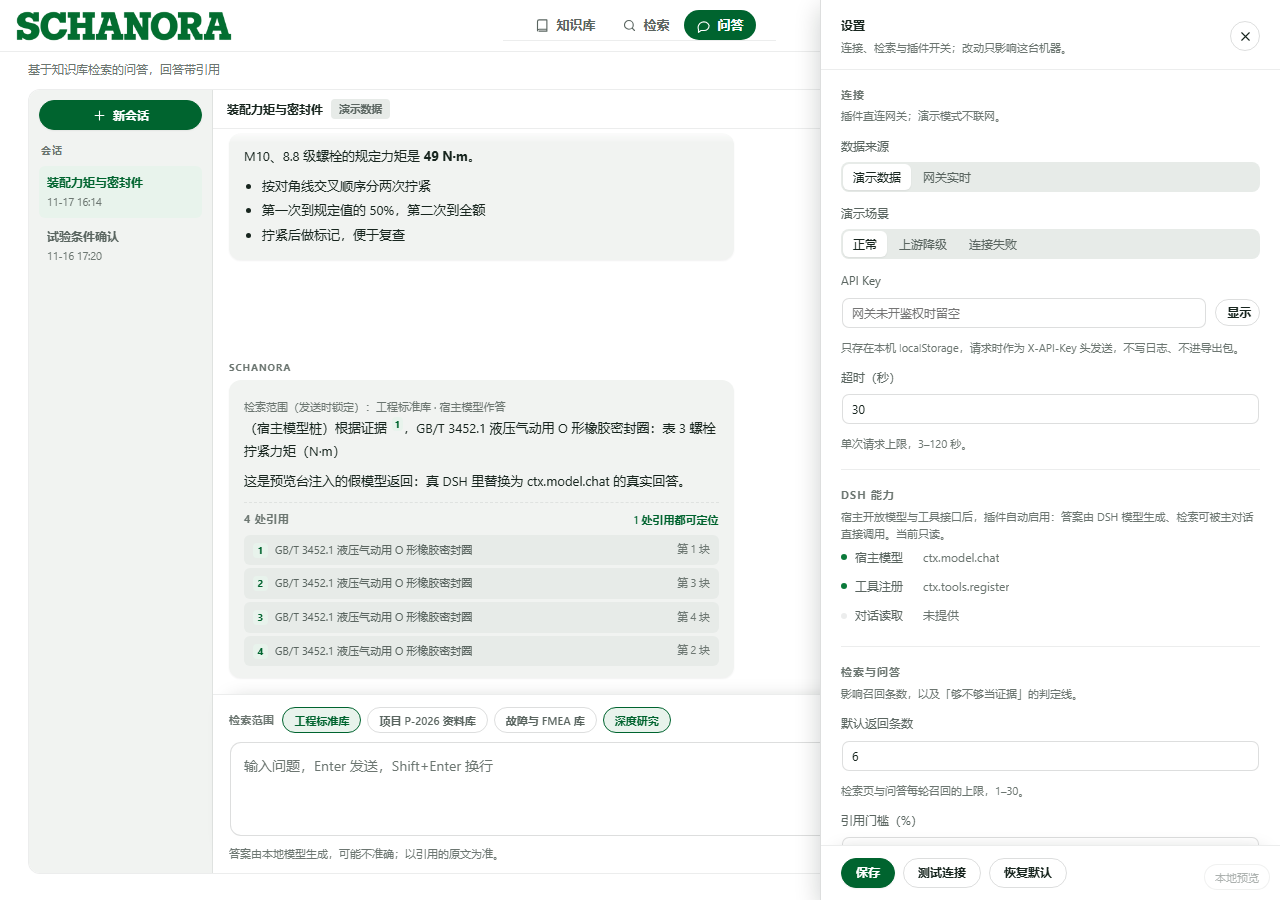 SCHANORA
知识库
检索
问答
基于知识库检索的问答，回答带引用
新会话
会话
装配力矩与密封件
11-17 16:14
试验条件确认
11-16 17:20
装配力矩与密封件
演示数据
M10、8.8 级螺栓的规定力矩是 49 N·m。
按对角线交叉顺序分两次拧紧
第一次到规定值的 50%，第二次到全额
拧紧后做标记，便于复查
SCHANORA
检索范围（发送时锁定）：工程标准库 · 宿主模型作答
（宿主模型桩）根据证据 1，GB/T 3452.1 液压气动用 O 形橡胶密封圈：表 3 螺栓
拧紧力矩（N·m）
这是预览台注入的假模型返回：真 DSH 里替换为 ctx.model.chat 的真实回答。
4 处引用
1 处引用都可定位
1 GB/T 3452.1 液压气动用 O 形橡胶密封圈 第 1 块
2 GB/T 3452.1 液压气动用 O 形橡胶密封圈 第 3 块
3 GB/T 3452.1 液压气动用 O 形橡胶密封圈 第 4 块
4 GB/T 3452.1 液压气动用 O 形橡胶密封圈 第 2 块
检索范围
工程标准库
项目 P-2026 资料库
故障与 FMEA 库
深度研究
输入问题，Enter 发送，Shift+Enter 换行
答案由本地模型生成，可能不准确；以引用的原文为准。
设置
连接、检索与插件开关；改动只影响这台机器。
连接
插件直连网关；演示模式不联网。
数据来源
演示数据
网关实时
演示场景
正常
上游降级
连接失败
API Key
网关未开鉴权时留空
显示
只存在本机 localStorage，请求时作为 X-API-Key 头发送，不写日志、不进导出包。
超时（秒）
30
单次请求上限，3–120 秒。
DSH 能力
宿主开放模型与工具接口后，插件自动启用：答案由 DSH 模型生成、检索可被主对话
直接调用。当前只读。
宿主模型 ctx.model.chat
工具注册 ctx.tools.register
对话读取 未提供
检索与问答
影响召回条数，以及「够不够当证据」的判定线。
默认返回条数
6
检索页与问答每轮召回的上限，1–30。
引用门槛（%）
保存
测试连接
恢复默认
本地预览